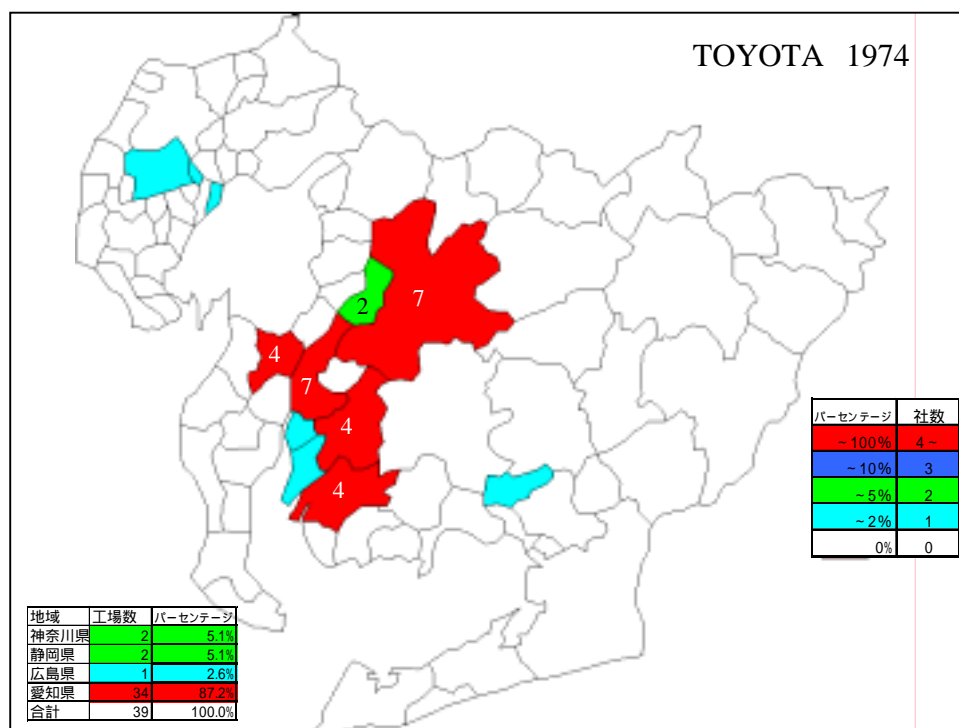 TOYOTA 1974
7
2
4
7
4
4
パーセンテージ 社数
~100% 4~
~10% 3
~5% 2
~2% 1
0% 0
地域 工場数 パーセンテージ
神奈川県 2 5.1%
静岡県 2 5.1%
広島県 1 2.6%
愛知県 34 87.2%
合計 39 100.0%